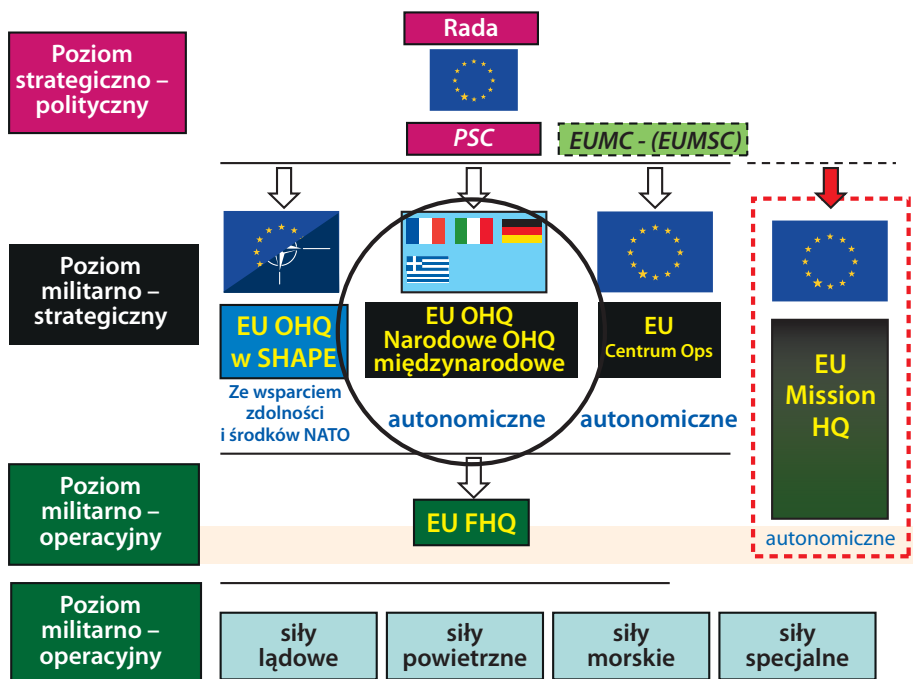 Rada
Poziom
strategiczno –
polityczny
PSC
EUMC - (EUMSC)
Poziom
militarno –
strategiczny
EU OHQ
w SHAPE
Ze wsparciem
zdolności
i środków NATO
EU OHQ
Narodowe OHQ
międzynarodowe
autonomiczne
EU
Centrum Ops
autonomiczne
EU
Mission
HQ
autonomiczne
Poziom
militarno –
operacyjny
EU FHQ
Poziom
militarno –
operacyjny
siły
lądowe
siły
powietrzne
siły
morskie
siły
specjalne